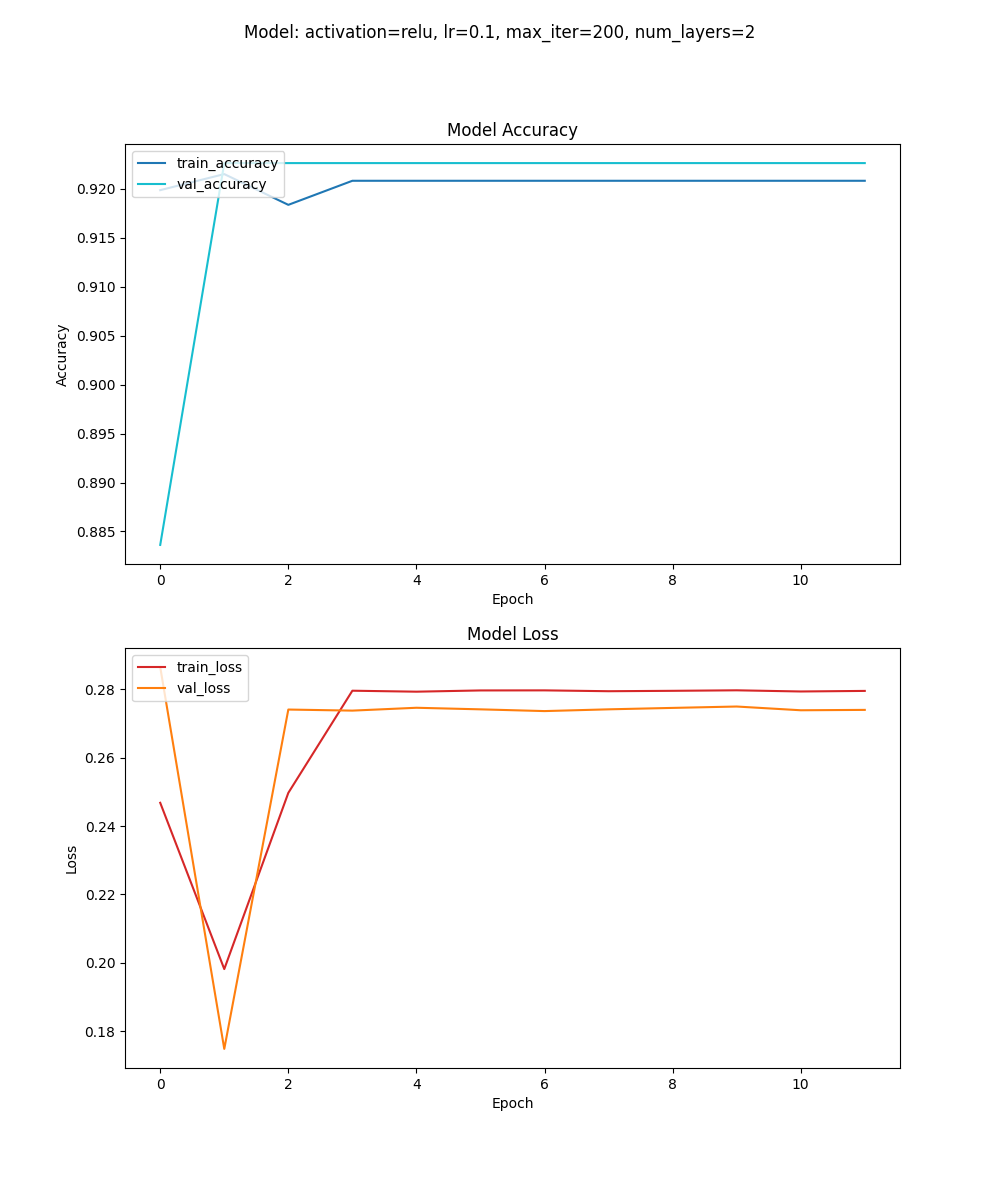 Model: activation=relu, lr=0.1, max_iter=200, num_layers=2
Model Accuracy
train_accuracy
val_accuracy
0.920
0.915
0.910
0.905
0.900
0.895
0.890
0.885
Accuracy
0 2 4 6 8 10
Epoch
Model Loss
train_loss
val_loss
0.28
0.26
0.24
0.22
0.20
0.18
Loss
0 2 4 6 8 10
Epoch